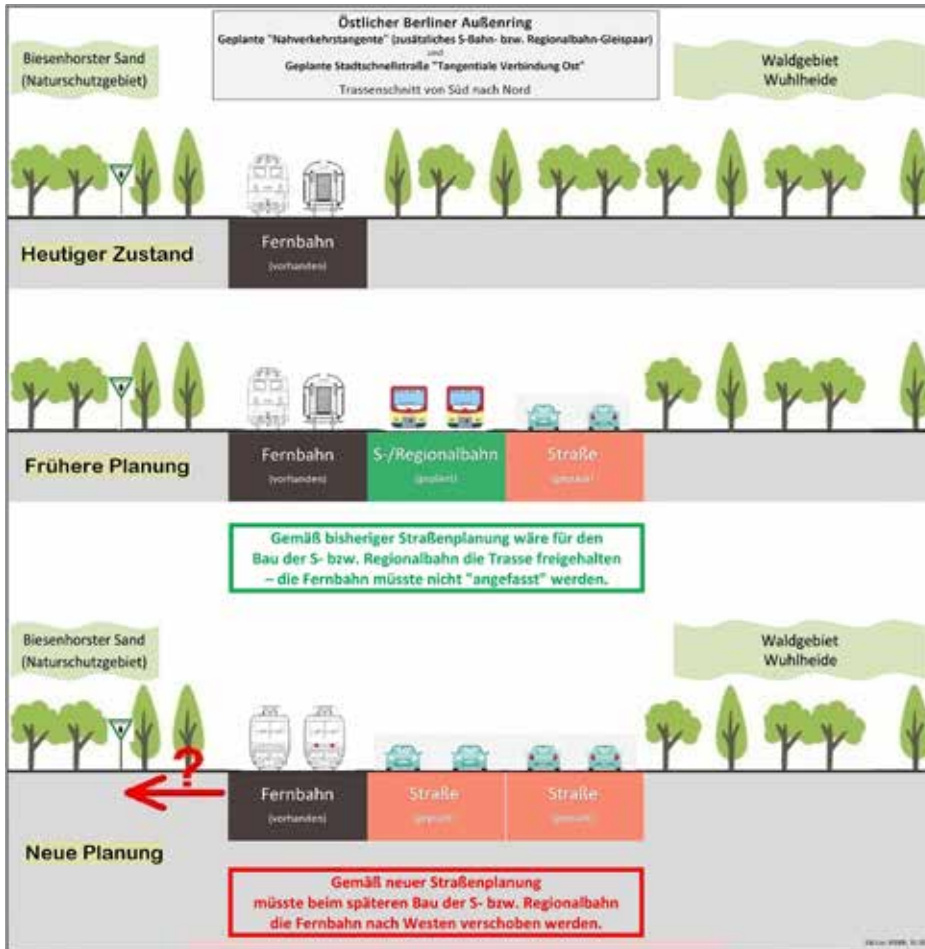 Östlicher Berliner Außenring
Geplante "Nahverkehrstangente" (zusätzliches S-Bahn- bzw. Regionalbahn-Gleispaar)
und
Geplante Stadtschnellstraße "Tangentiale Verbindung Ost"
Trassenschnitt von Süd nach Nord
Biesenhorster Sand
(Naturschutzgebiet)
Waldgebiet
Wuhlheide
Heutiger Zustand
Fernbahn
(vorhanden)
Frühere Planung
Fernbahn
(vorhanden)
S-/Regionalbahn
(geplant)
Straße
(geplant)
Gemäß bisheriger Straßenplanung wäre für den
Bau der S- bzw. Regionalbahn die Trasse freigehalten
– die Fernbahn müsste nicht "angefasst" werden.
Biesenhorster Sand
(Naturschutzgebiet)
Waldgebiet
Wuhlheide
?
Neue Planung
Fernbahn
(vorhanden)
Straße
(geplant)
Straße
(geplant)
Gemäß neuer Straßenplanung
müsste beim späteren Bau der S- bzw. Regionalbahn
die Fernbahn nach Westen verschoben werden.